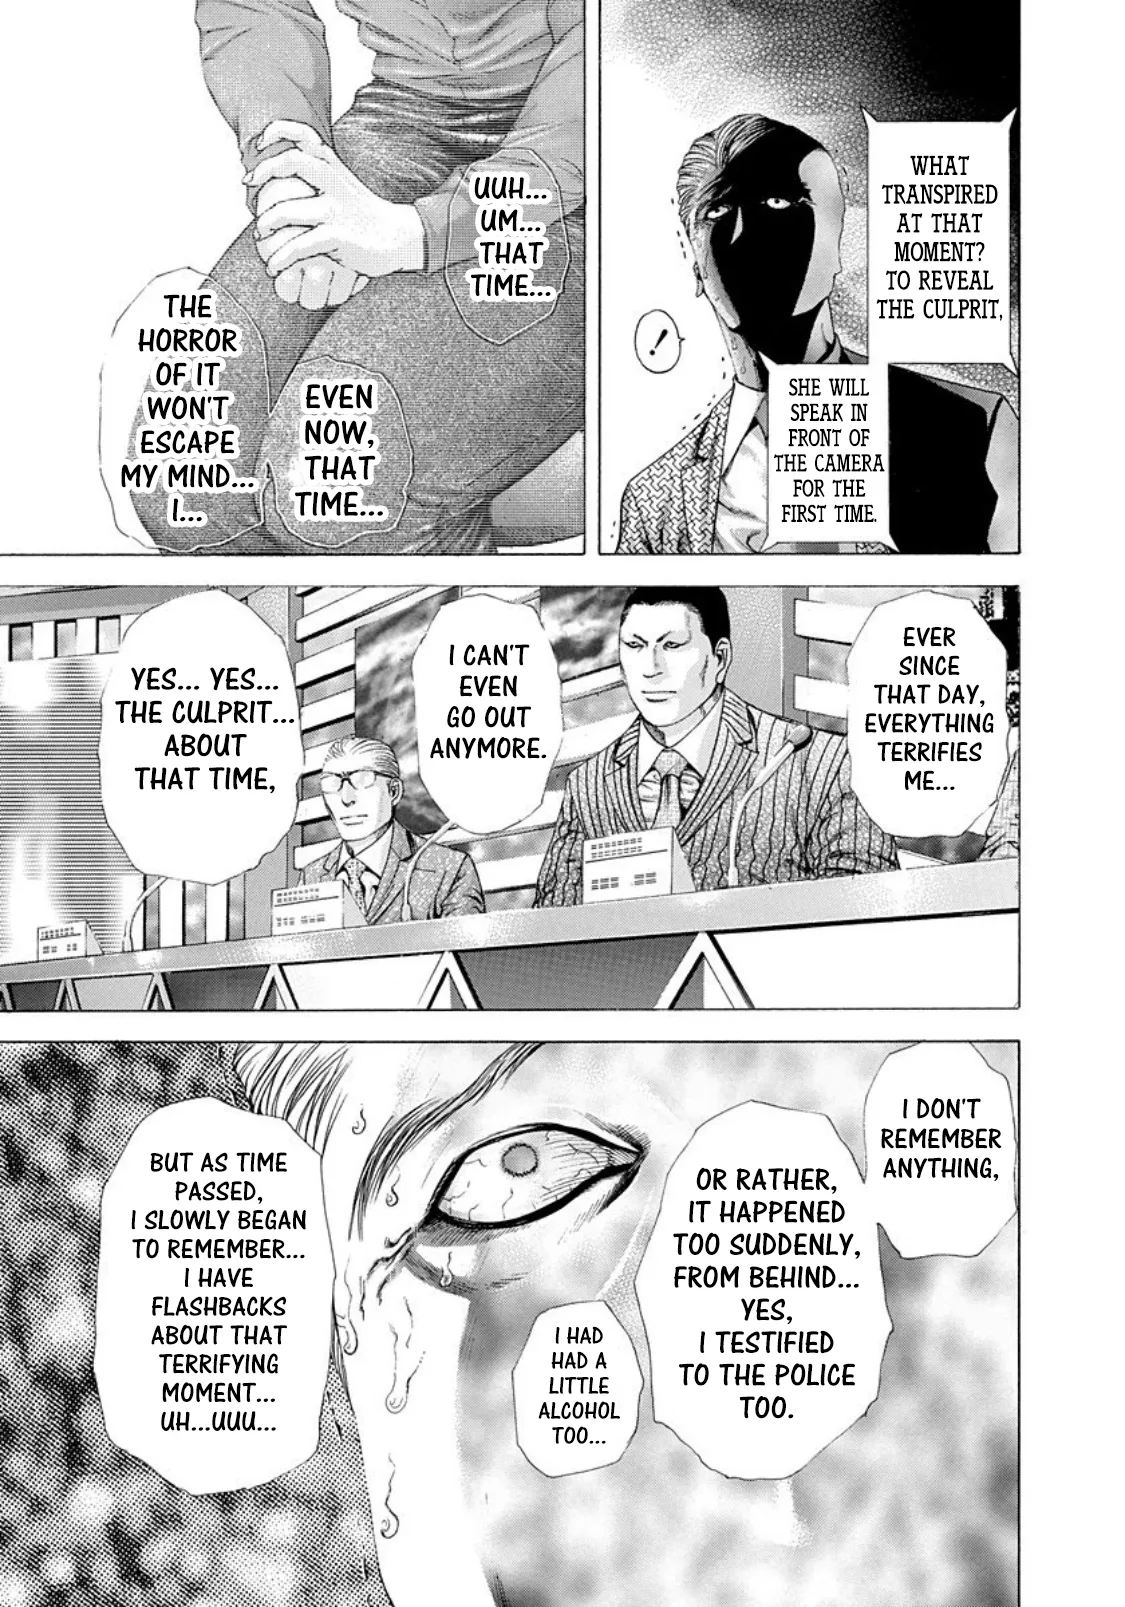 WHAT
TRANSPIRED
AT THAT
MOMENT?
TO REVEAL
THE CULPRIT,
SHE WILL
SPEAK IN
FRONT OF
THE CAMERA
FOR THE
FIRST TIME.
!
UUH...
UM...
THAT
TIME...
EVEN
NOW,
THAT
TIME...
THE
HORROR
OF IT
WON'T
ESCAPE
MY MIND...
I...
EVER
SINCE
THAT DAY,
EVERYTHING
TERRIFIES
ME...
I CAN'T
EVEN
GO OUT
ANYMORE.
YES... YES...
THE CULPRIT...
ABOUT
THAT TIME,
I DON'T
REMEMBER
ANYTHING,
OR RATHER,
IT HAPPENED
TOO SUDDENLY,
FROM BEHIND...
YES,
I TESTIFIED
TO THE POLICE
TOO.
I HAD
HAD A
LITTLE
ALCOHOL
TOO...
BUT AS TIME
PASSED,
I SLOWLY BEGAN
TO REMEMBER...
I HAVE
FLASHBACKS
ABOUT THAT
TERRIFYING
MOMENT...
UH...UUU...